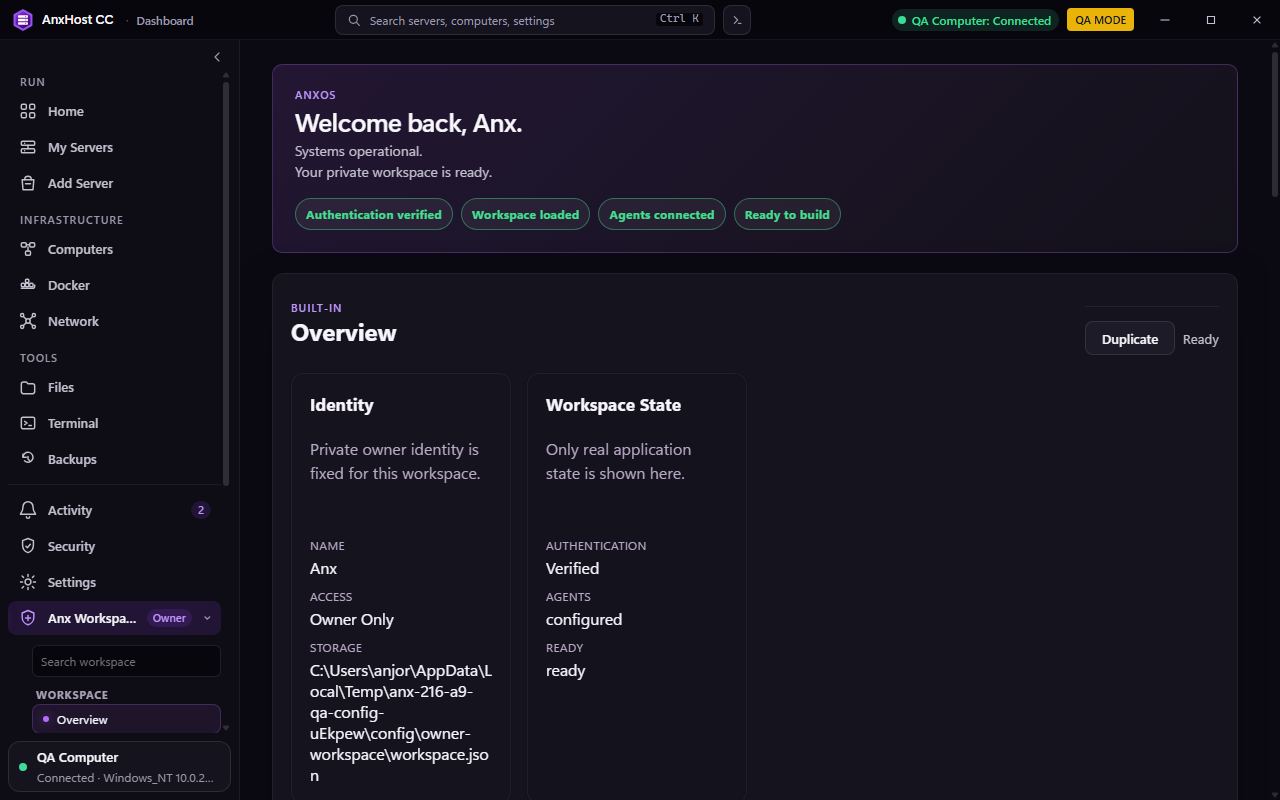 AnxHost CC · Dashboard
Search servers, computers, settings Ctrl K
QA Computer: Connected
QA MODE
RUN
Home
My Servers
Add Server
INFRASTRUCTURE
Computers
Docker
Network
TOOLS
Files
Terminal
Backups
Activity 2
Security
Settings
Anx Workspa... Owner
Search workspace
WORKSPACE
Overview
QA Computer
Connected · Windows_NT 10.0.2...
ANXOS
Welcome back, Anx.
Systems operational.
Your private workspace is ready.
Authentication verified
Workspace loaded
Agents connected
Ready to build
BUILT-IN
Overview
Duplicate
Ready
Identity
Private owner identity is
fixed for this workspace.
NAME
Anx
ACCESS
Owner Only
STORAGE
C:\Users\anjor\AppData\L
ocal\Temp\anx-216-a9-
qa-config-
uEkpew\config\owner-
workspace\workspace.jso
n
Workspace State
Only real application
state is shown here.
AUTHENTICATION
Verified
AGENTS
configured
READY
ready